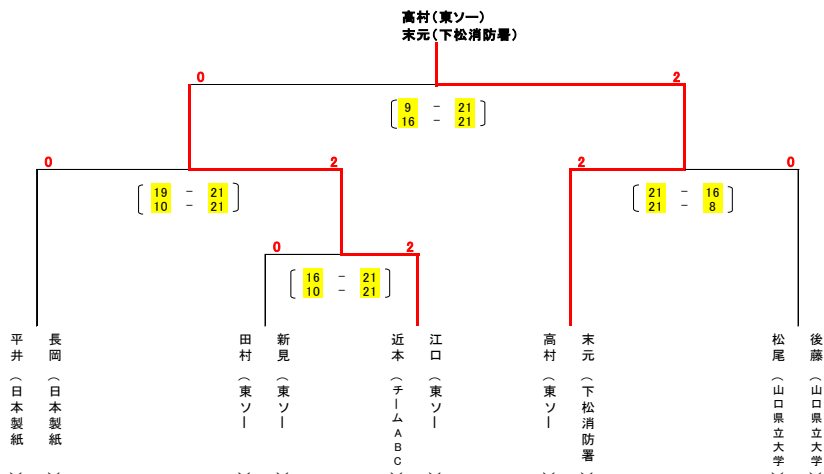 高村(東ソー)
末元(下松消防署)
0
2
9 - 21
16 - 21
0
2
2
0
19 - 21
10 - 21
21 - 16
21 - 8
0
2
16 - 21
10 - 21
平井(日本製紙)
長岡(日本製紙)
田村(東ソー)
新見(東ソー)
近本(チームABC)
江口(東ソー)
高村(東ソー)
末元(下松消防署)
松尾(山口県立大学)
後藤(山口県立大学)